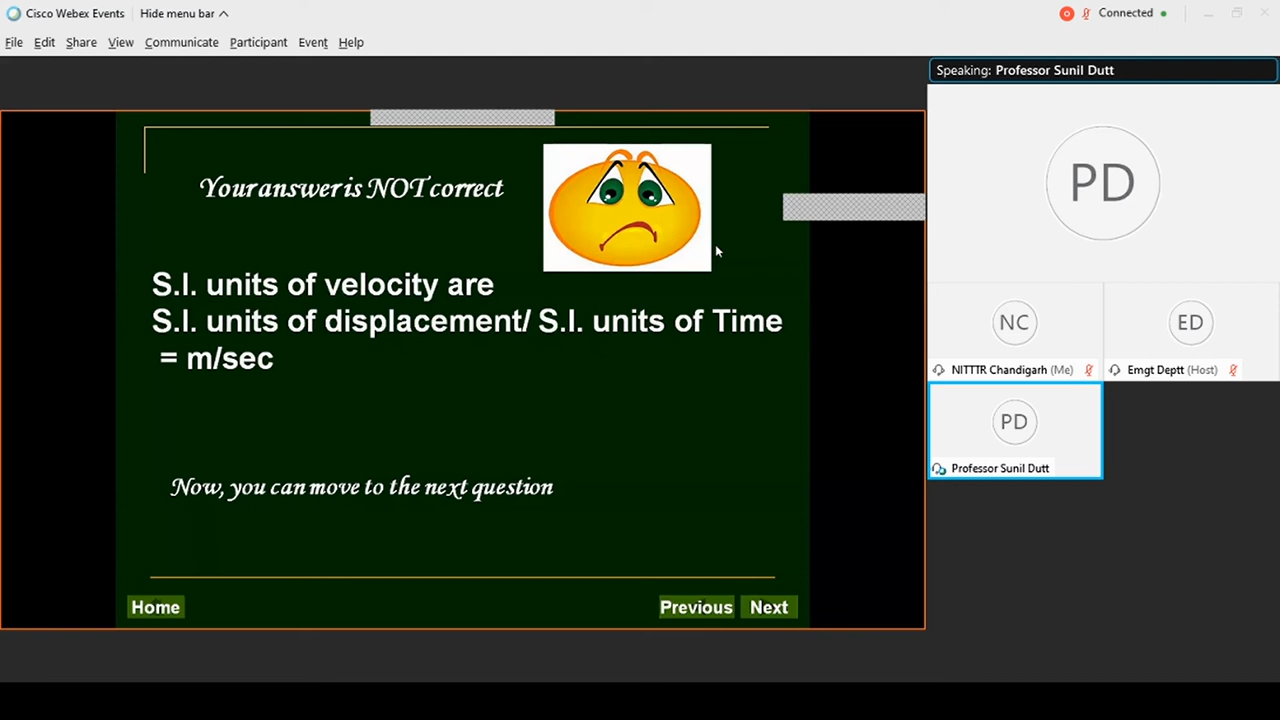 Cisco Webex Events Hide menu bar Connected
File Edit Share View Communicate Participant Event Help
Speaking: Professor Sunil Dutt
PD
Your answer is NOT correct
S.I. units of velocity are
S.I. units of displacement/ S.I. units of Time
= m/sec
Now, you can move to the next question
Home Previous Next
NC ED
NITTTR Chandigarh (Me) Emgt Deptt (Host)
PD
Professor Sunil Dutt